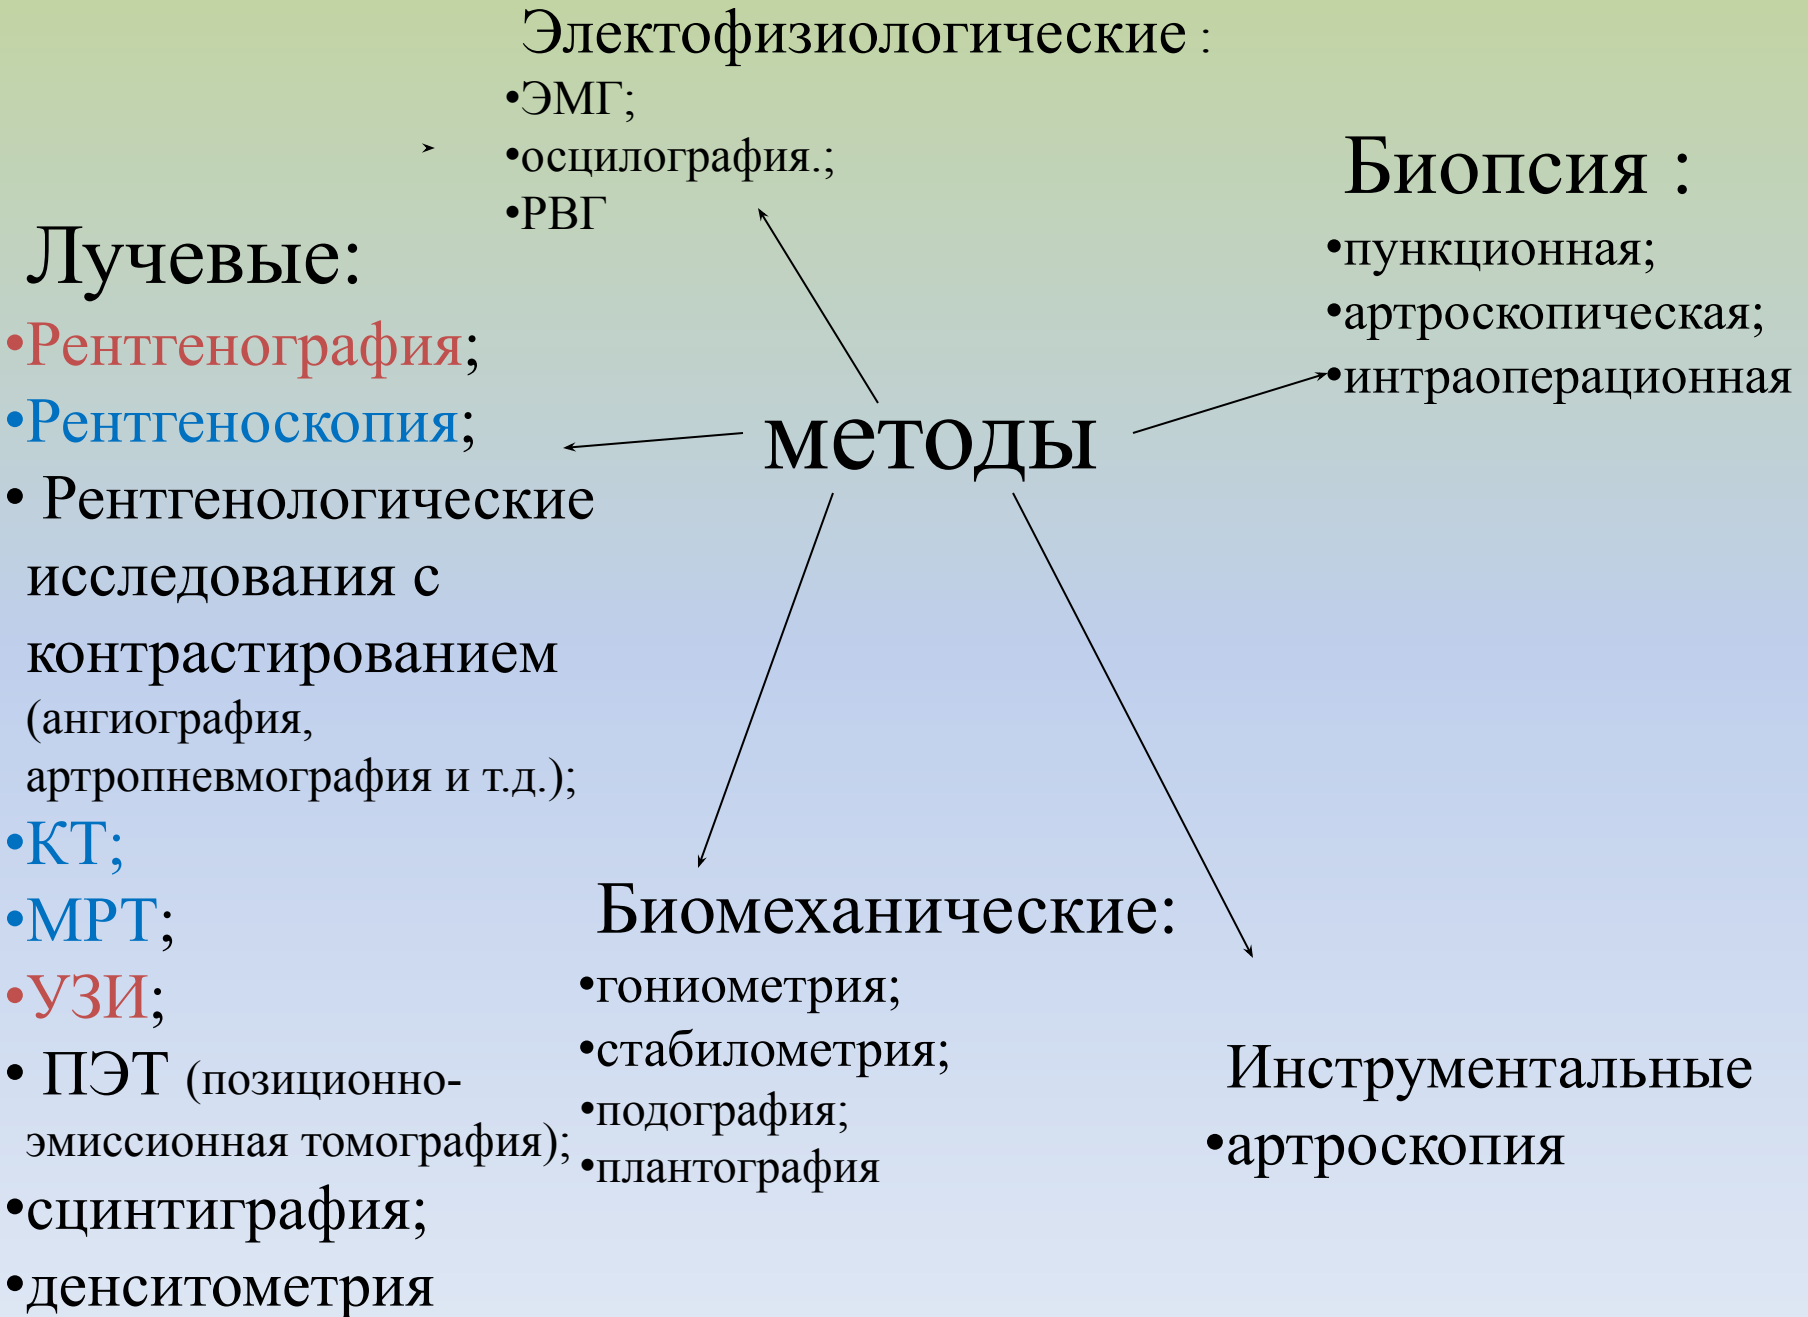 Электофизиологические :
•ЭМГ;
•осцилография.;
•РВГ
Биопсия :
•пункционная;
•артроскопическая;
•интраоперационная
Лучевые:
•Рентгенография;
•Рентгеноскопия;
• Рентгенологические
исследования с
контрастированием
(ангиография,
артропневмография и т.д.);
•КТ;
•МРТ;
•УЗИ;
• ПЭТ (позиционно-
эмиссионная томография);
•сцинтиграфия;
•денситометрия
методы
Биомеханические:
•гониометрия;
•стабилометрия;
•подография;
•плантография
Инструментальные
•артроскопия